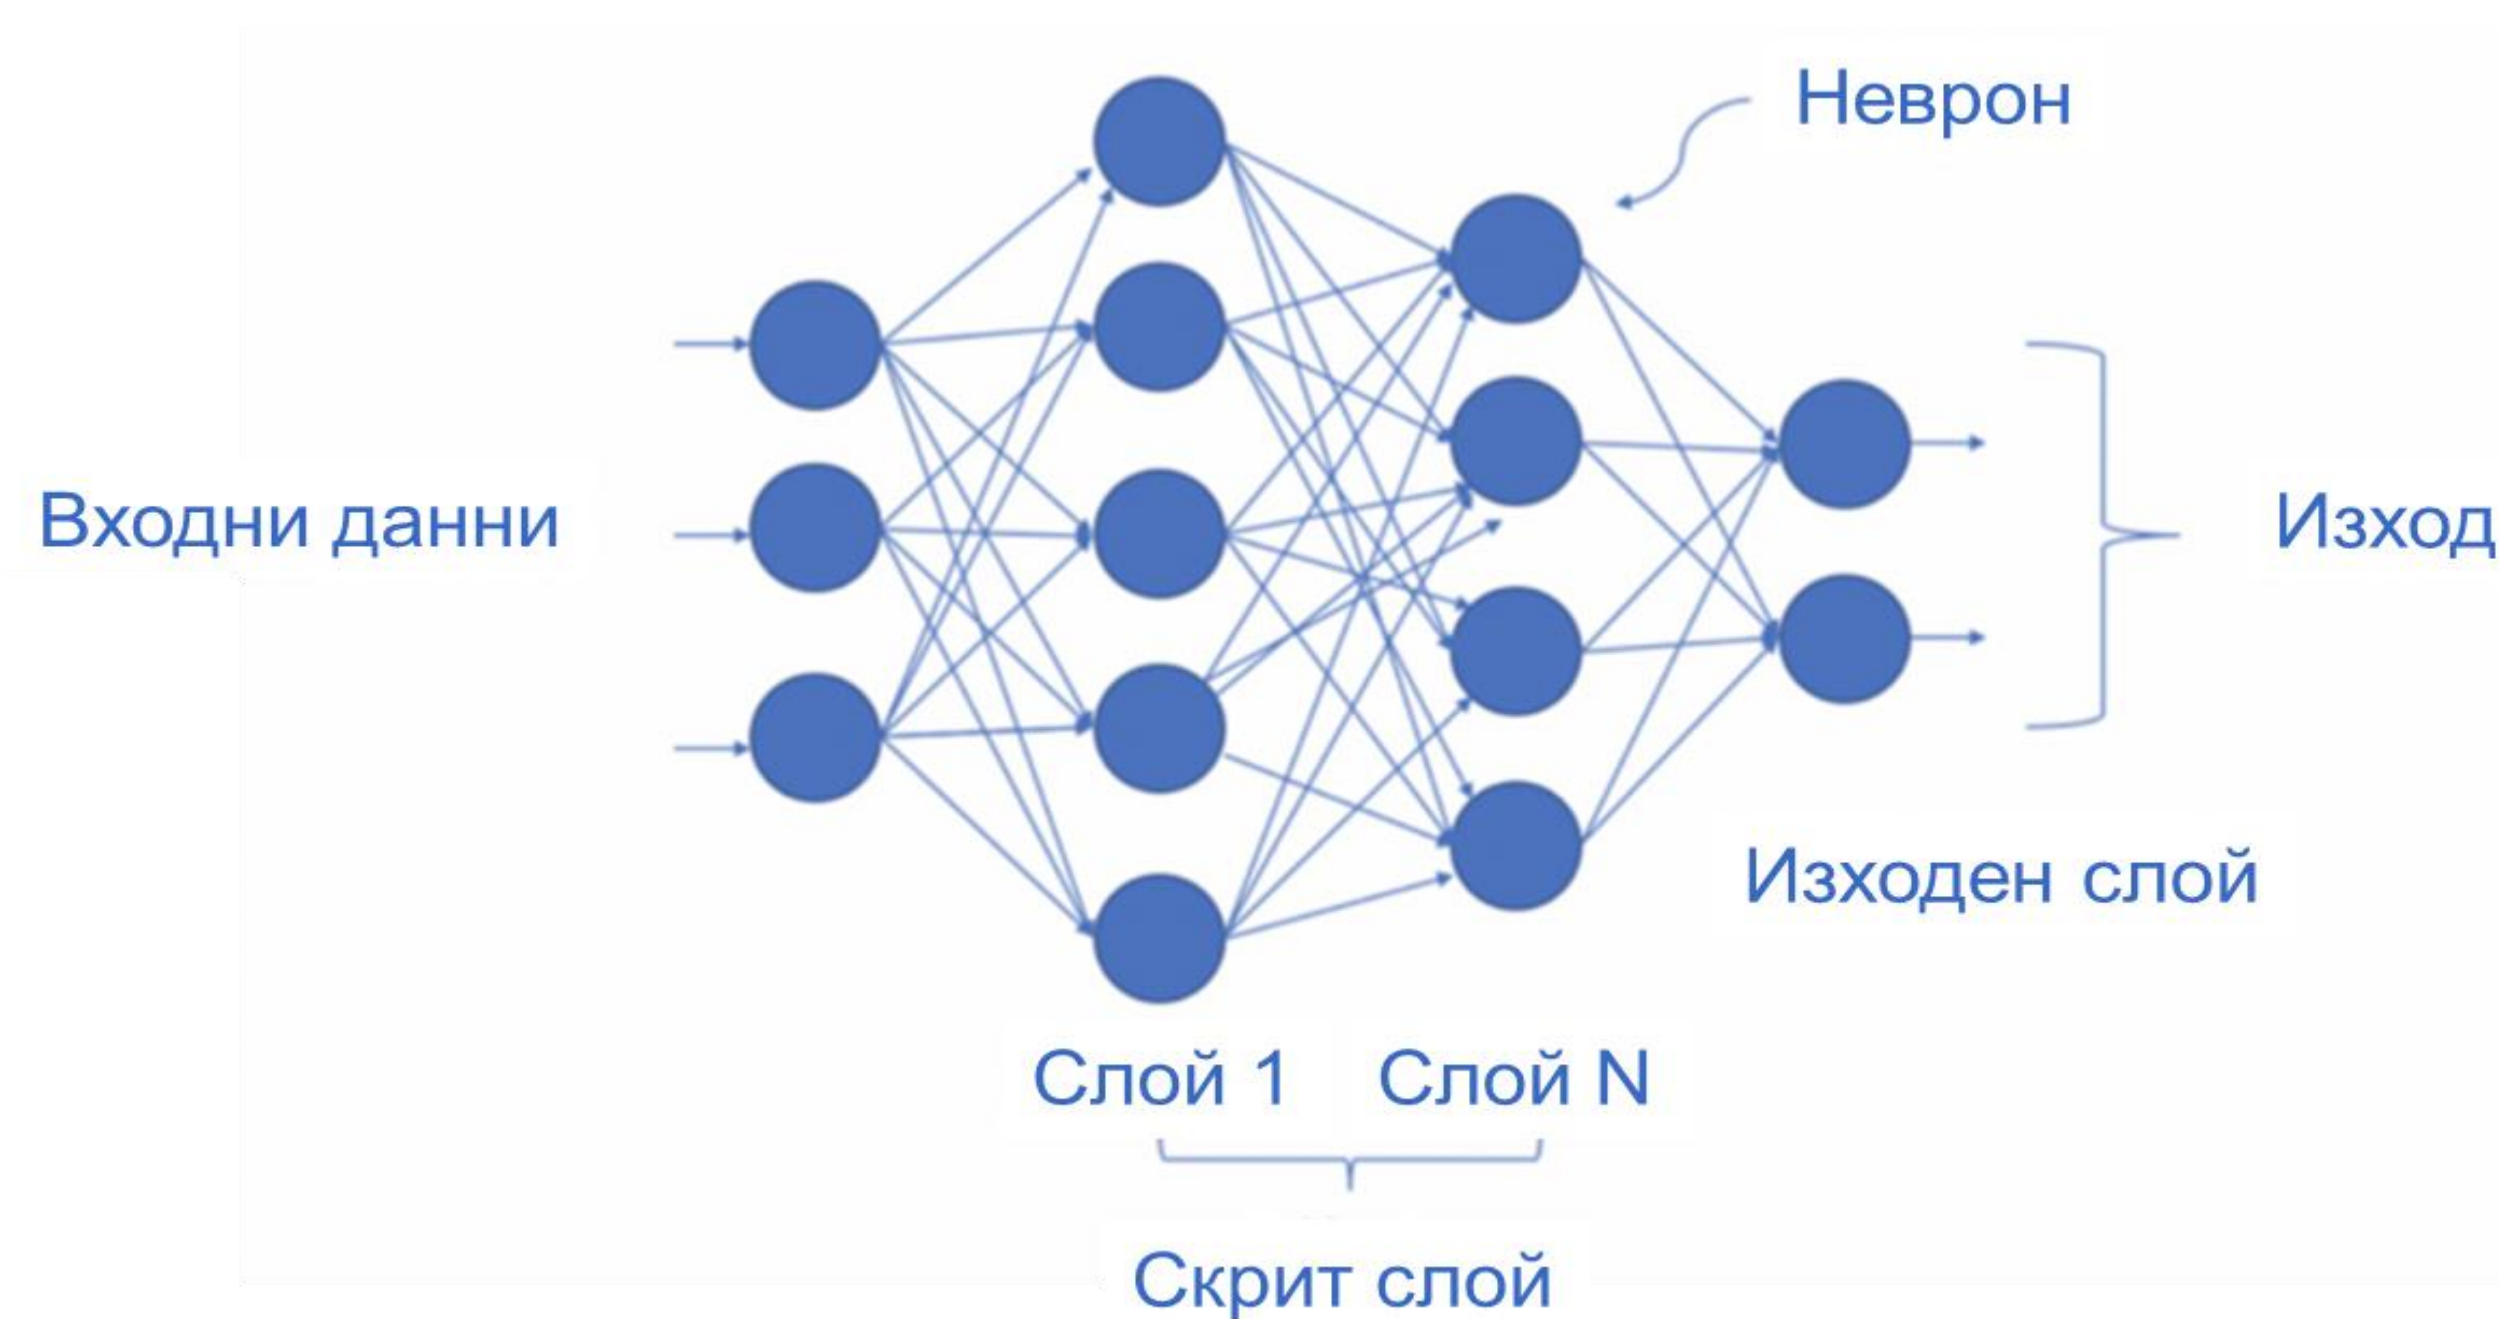 Неврон
Входни данни
Изход
Изходен слой
Слой 1
Слой N
Скрит слой